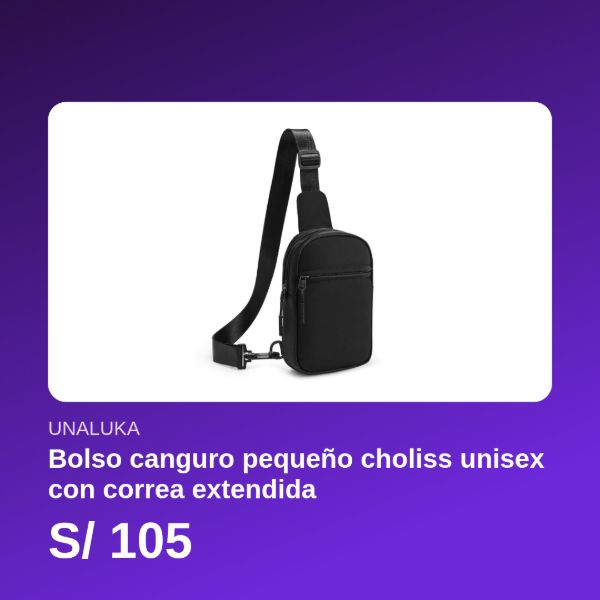 UNALUKA
Bolso canguro pequeño choliss unisex
con correa extendida
S/ 105